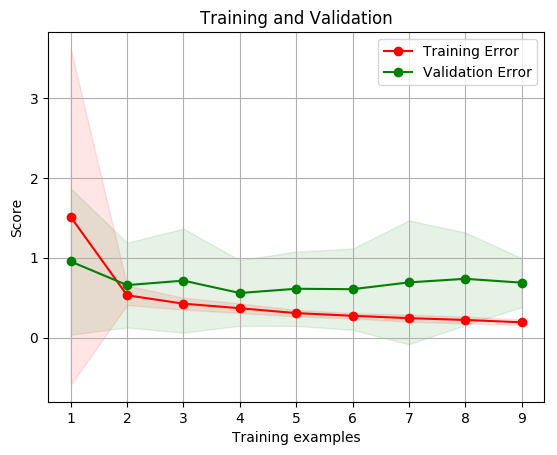 Training and Validation
Training Error
Validation Error
Score
3
2
1
0
1 2 3 4 5 6 7 8 9
Training examples